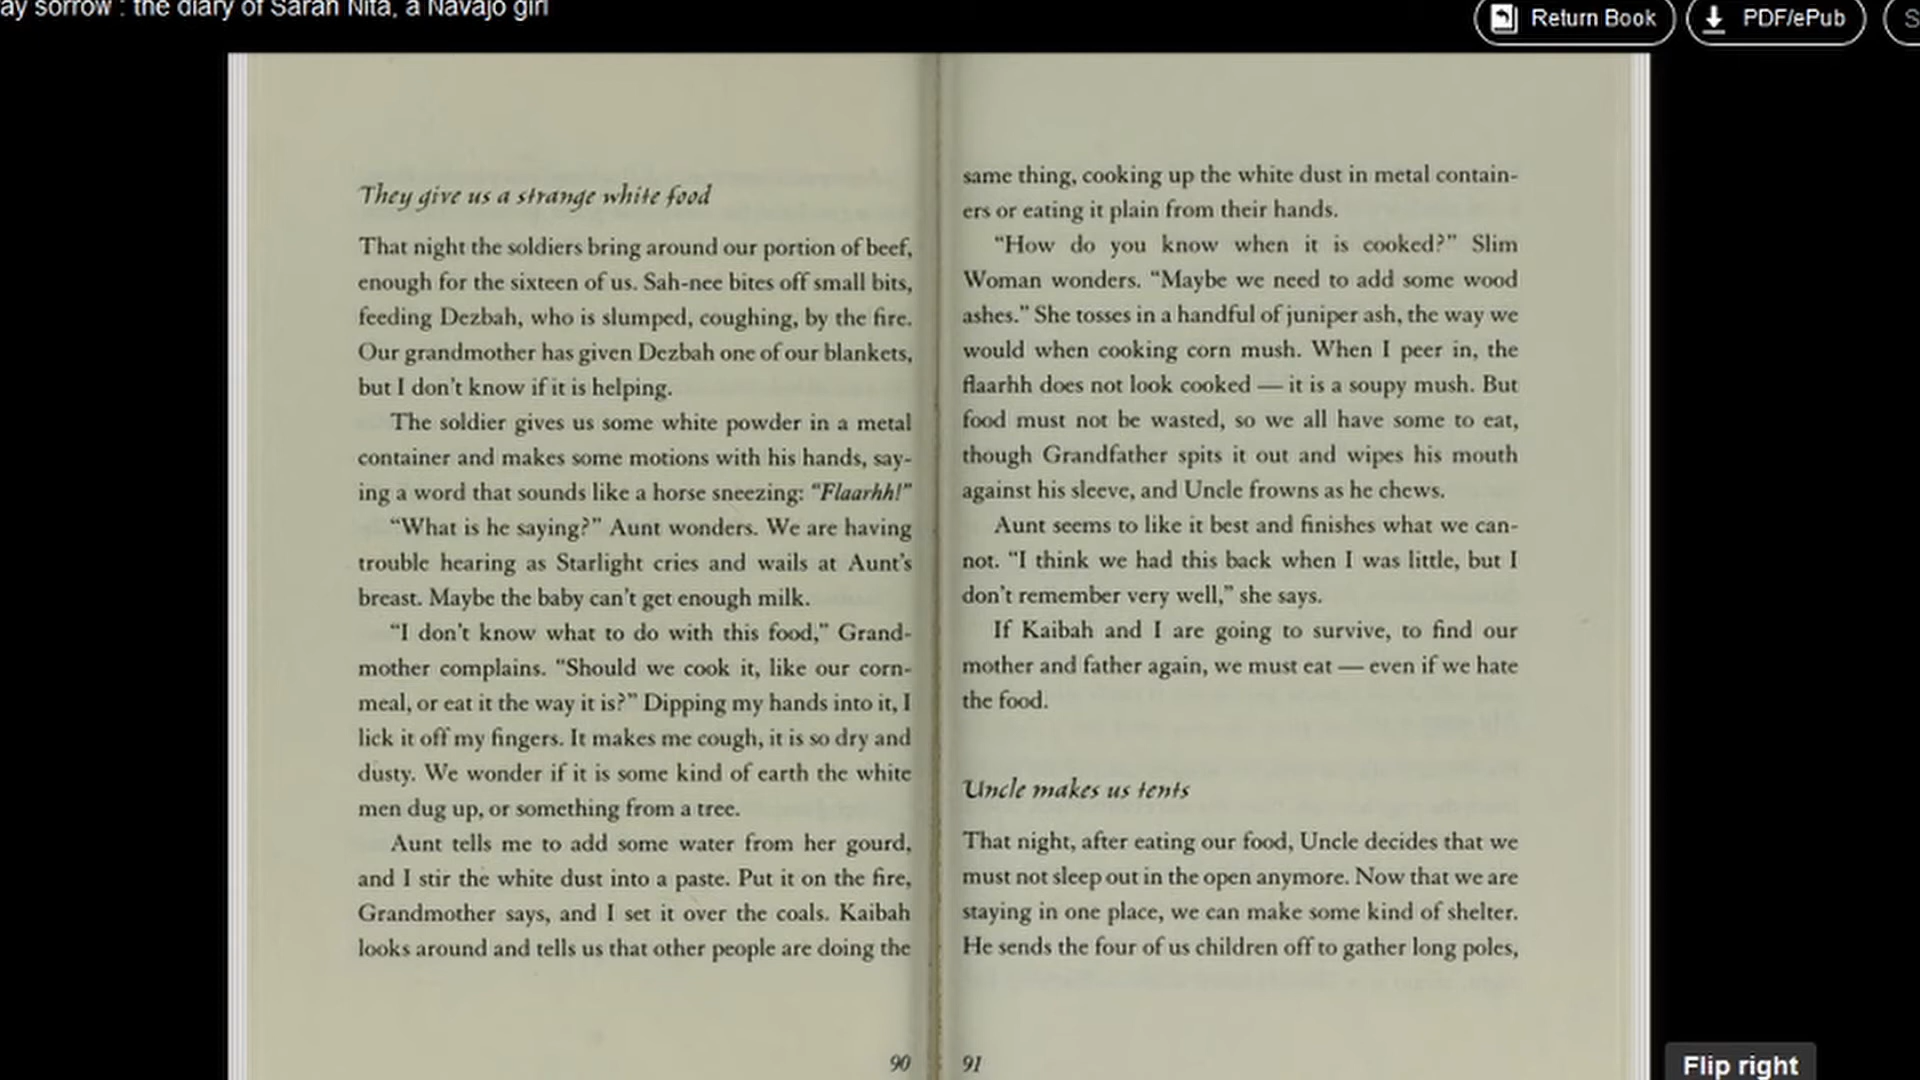 ay sorrow : the diary of Sarah Nita, a Navajo girl
Return Book
PDF/ePub
S
They give us a strange white food
That night the soldiers bring around our portion of beef,
enough for the sixteen of us. Sah-nee bites off small bits,
feeding Dezbah, who is slumped, coughing, by the fire.
Our grandmother has given Dezbah one of our blankets,
but I don't know if it is helping.
The soldier gives us some white powder in a metal
container and makes some motions with his hands, say-
ing a word that sounds like a horse sneezing: “Flaarhh!”
“What is he saying?” Aunt wonders. We are having
trouble hearing as Starlight cries and wails at Aunt's
breast. Maybe the baby can't get enough milk.
“I don't know what to do with this food,” Grand-
mother complains. “Should we cook it, like our corn-
meal, or eat it the way it is?” Dipping my hands into it, I
lick it off my fingers. It makes me cough, it is so dry and
dusty. We wonder if it is some kind of earth the white
men dug up, or something from a tree.
Aunt tells me to add some water from her gourd,
and I stir the white dust into a paste. Put it on the fire,
Grandmother says, and I set it over the coals. Kaibah
looks around and tells us that other people are doing the
90
same thing, cooking up the white dust in metal contain-
ers or eating it plain from their hands.
“How do you know when it is cooked?” Slim
Woman wonders. “Maybe we need to add some wood
ashes.” She tosses in a handful of juniper ash, the way we
would when cooking corn mush. When I peer in, the
flaarhh does not look cooked — it is a soupy mush. But
food must not be wasted, so we all have some to eat,
though Grandfather spits it out and wipes his mouth
against his sleeve, and Uncle frowns as he chews.
Aunt seems to like it best and finishes what we can-
not. “I think we had this back when I was little, but I
don't remember very well,” she says.
If Kaibah and I are going to survive, to find our
mother and father again, we must eat — even if we hate
the food.
Uncle makes us tents
That night, after eating our food, Uncle decides that we
must not sleep out in the open anymore. Now that we are
staying in one place, we can make some kind of shelter.
He sends the four of us children off to gather long poles,
91
Flip right